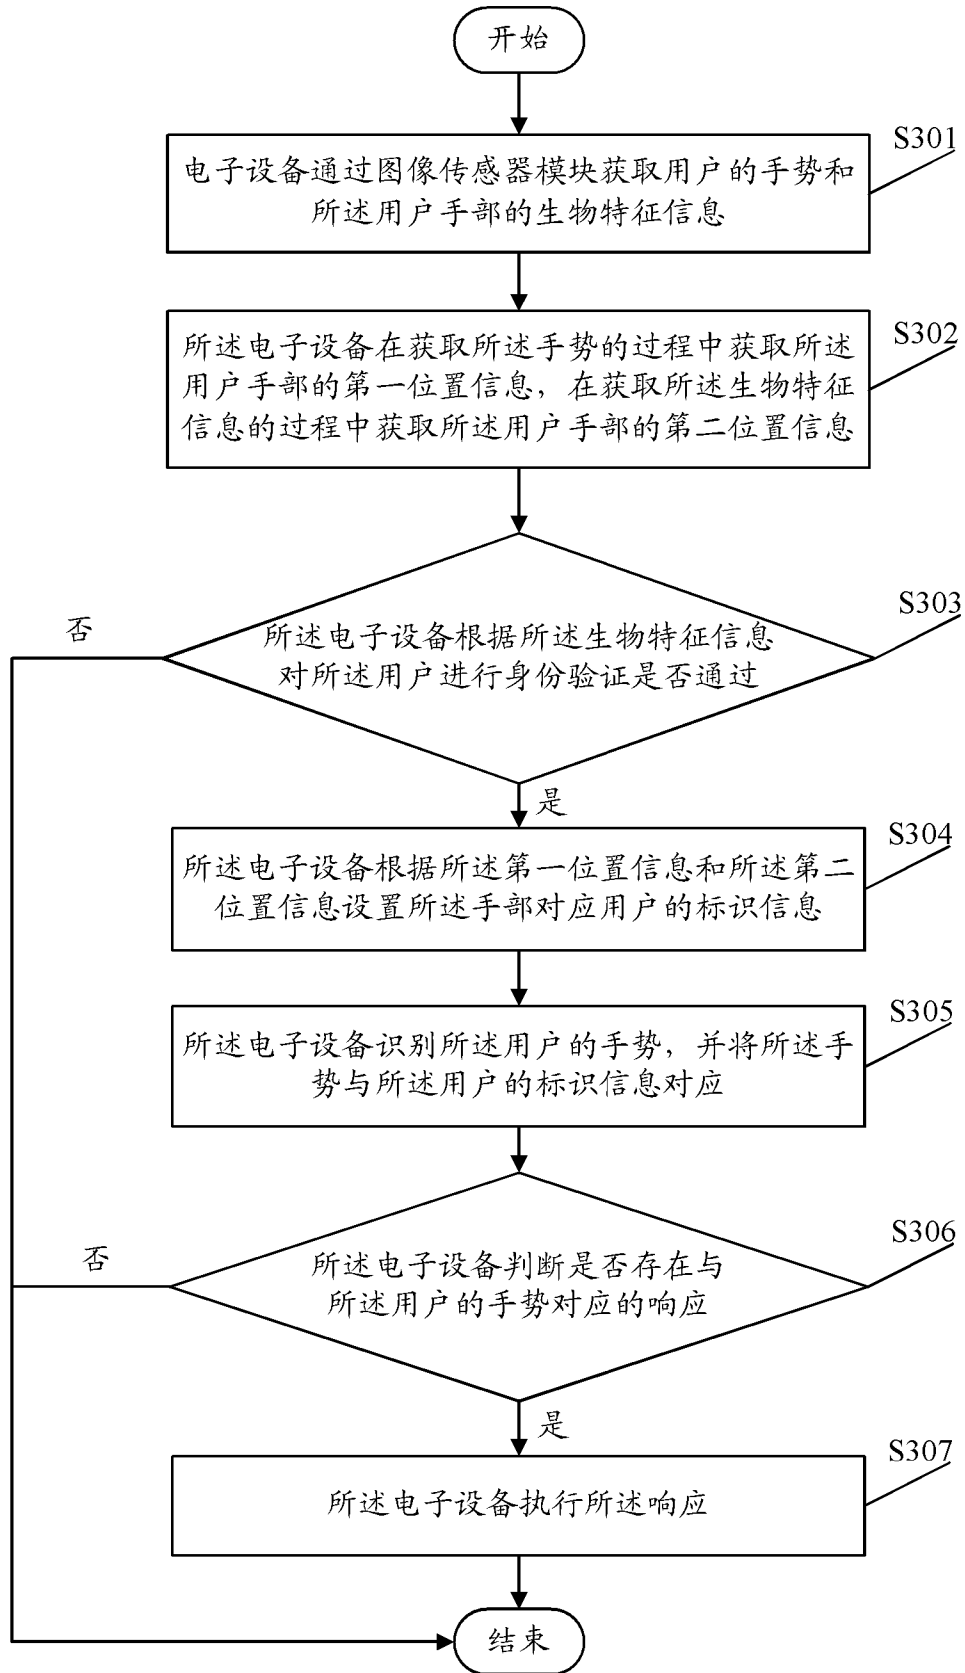 开始
S301
电子设备通过图像传感器模块获取用户的手势和
所述用户手部的生物特征信息
S302
所述电子设备在获取所述手势的过程中获取所述
用户手部的第一位置信息，在获取所述生物特征
信息的过程中获取所述用户手部的第二位置信息
S303
否
所述电子设备根据所述生物特征信息
对所述用户进行身份验证是否通过
是
S304
所述电子设备根据所述第一位置信息和所述第二
位置信息设置所述手部对应用户的标识信息
S305
所述电子设备识别所述用户的手势，并将所述手
势与所述用户的标识信息对应
S306
否
所述电子设备判断是否存在与
所述用户的手势对应的响应
是
S307
所述电子设备执行所述响应
结束